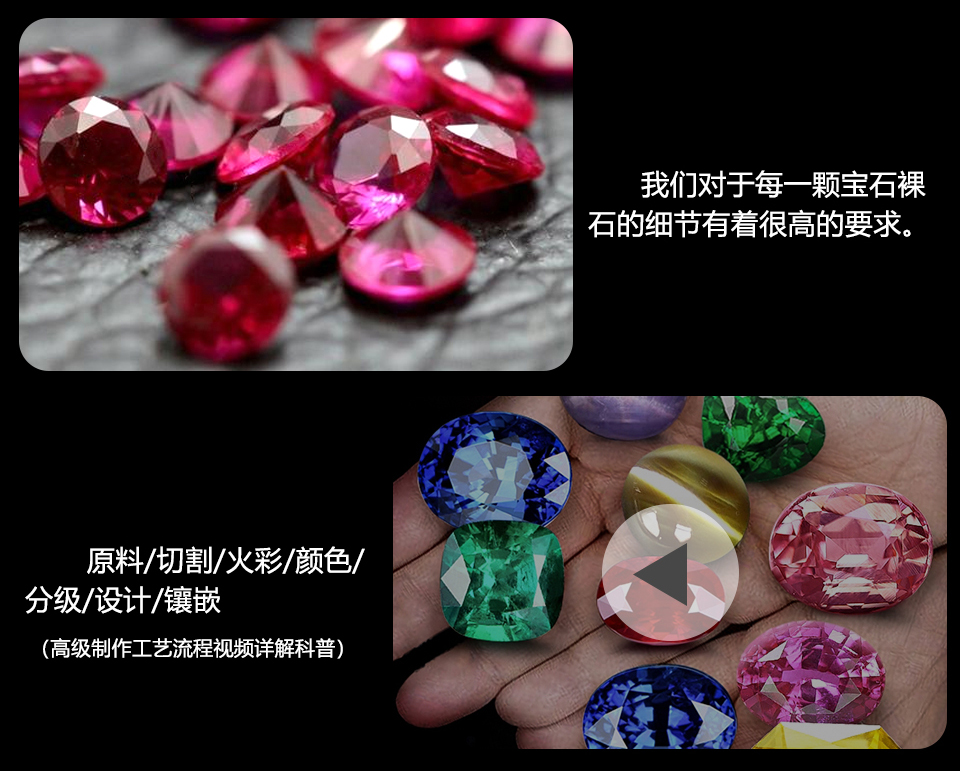 我们对于每一颗宝石裸
石的细节有着很高的要求。
原料/切割/火彩/颜色/
分级/设计/镶嵌
（高级制作工艺流程视频详解科普）